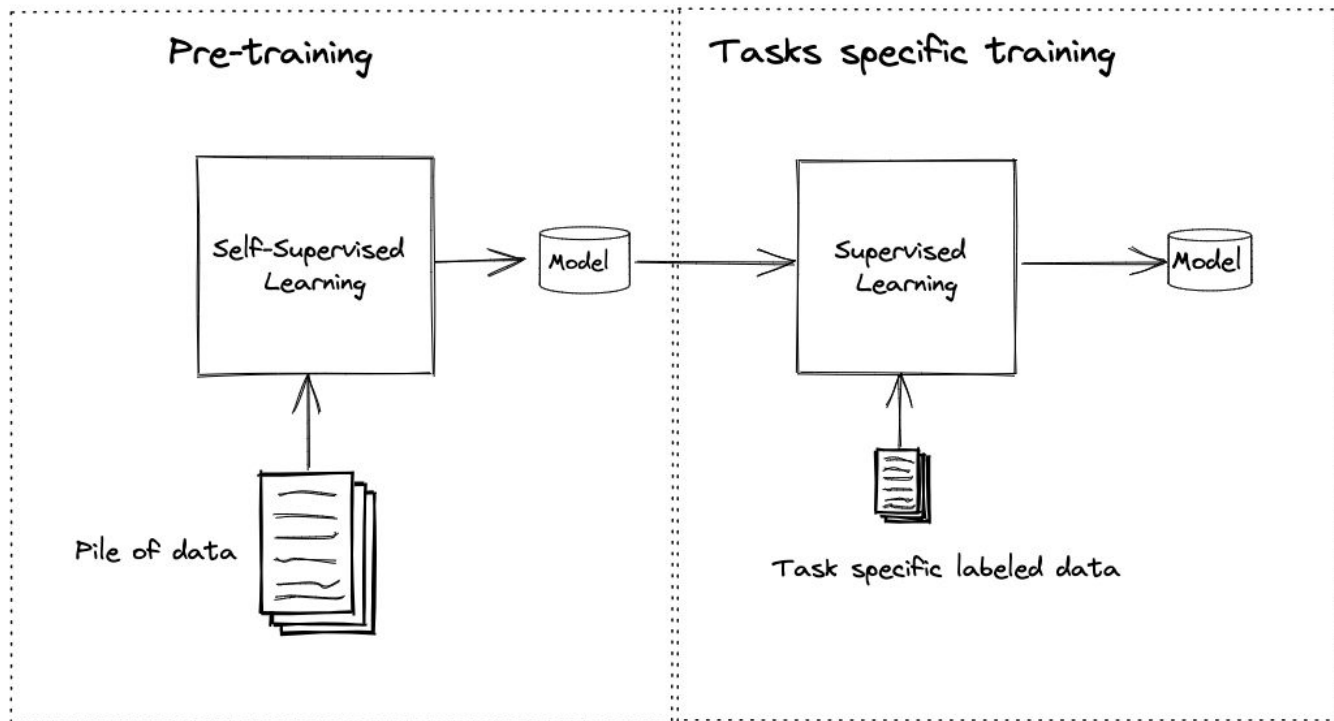 Pre-training
Tasks specific training
Self-Supervised
Learning
Model
Supervised
Learning
Model
Pile of data
Task specific labeled data